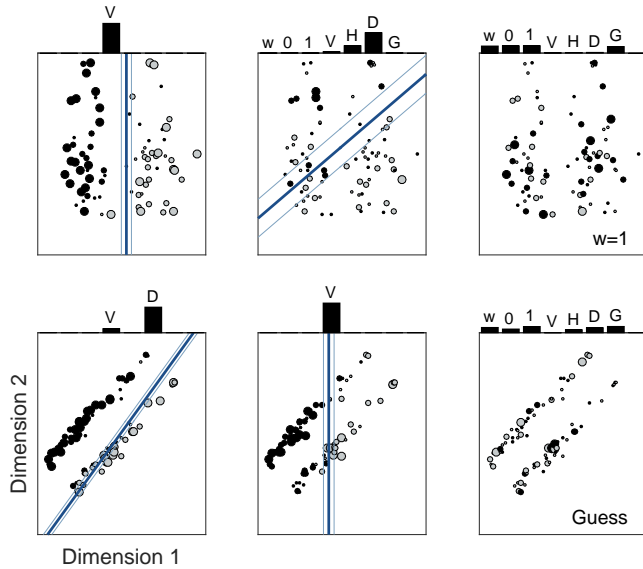 V
w 0 1 V H D G
w 0 1 V H D G
w=1
V D
V
w 0 1 V H D G
Dimension 2
Guess
Dimension 1